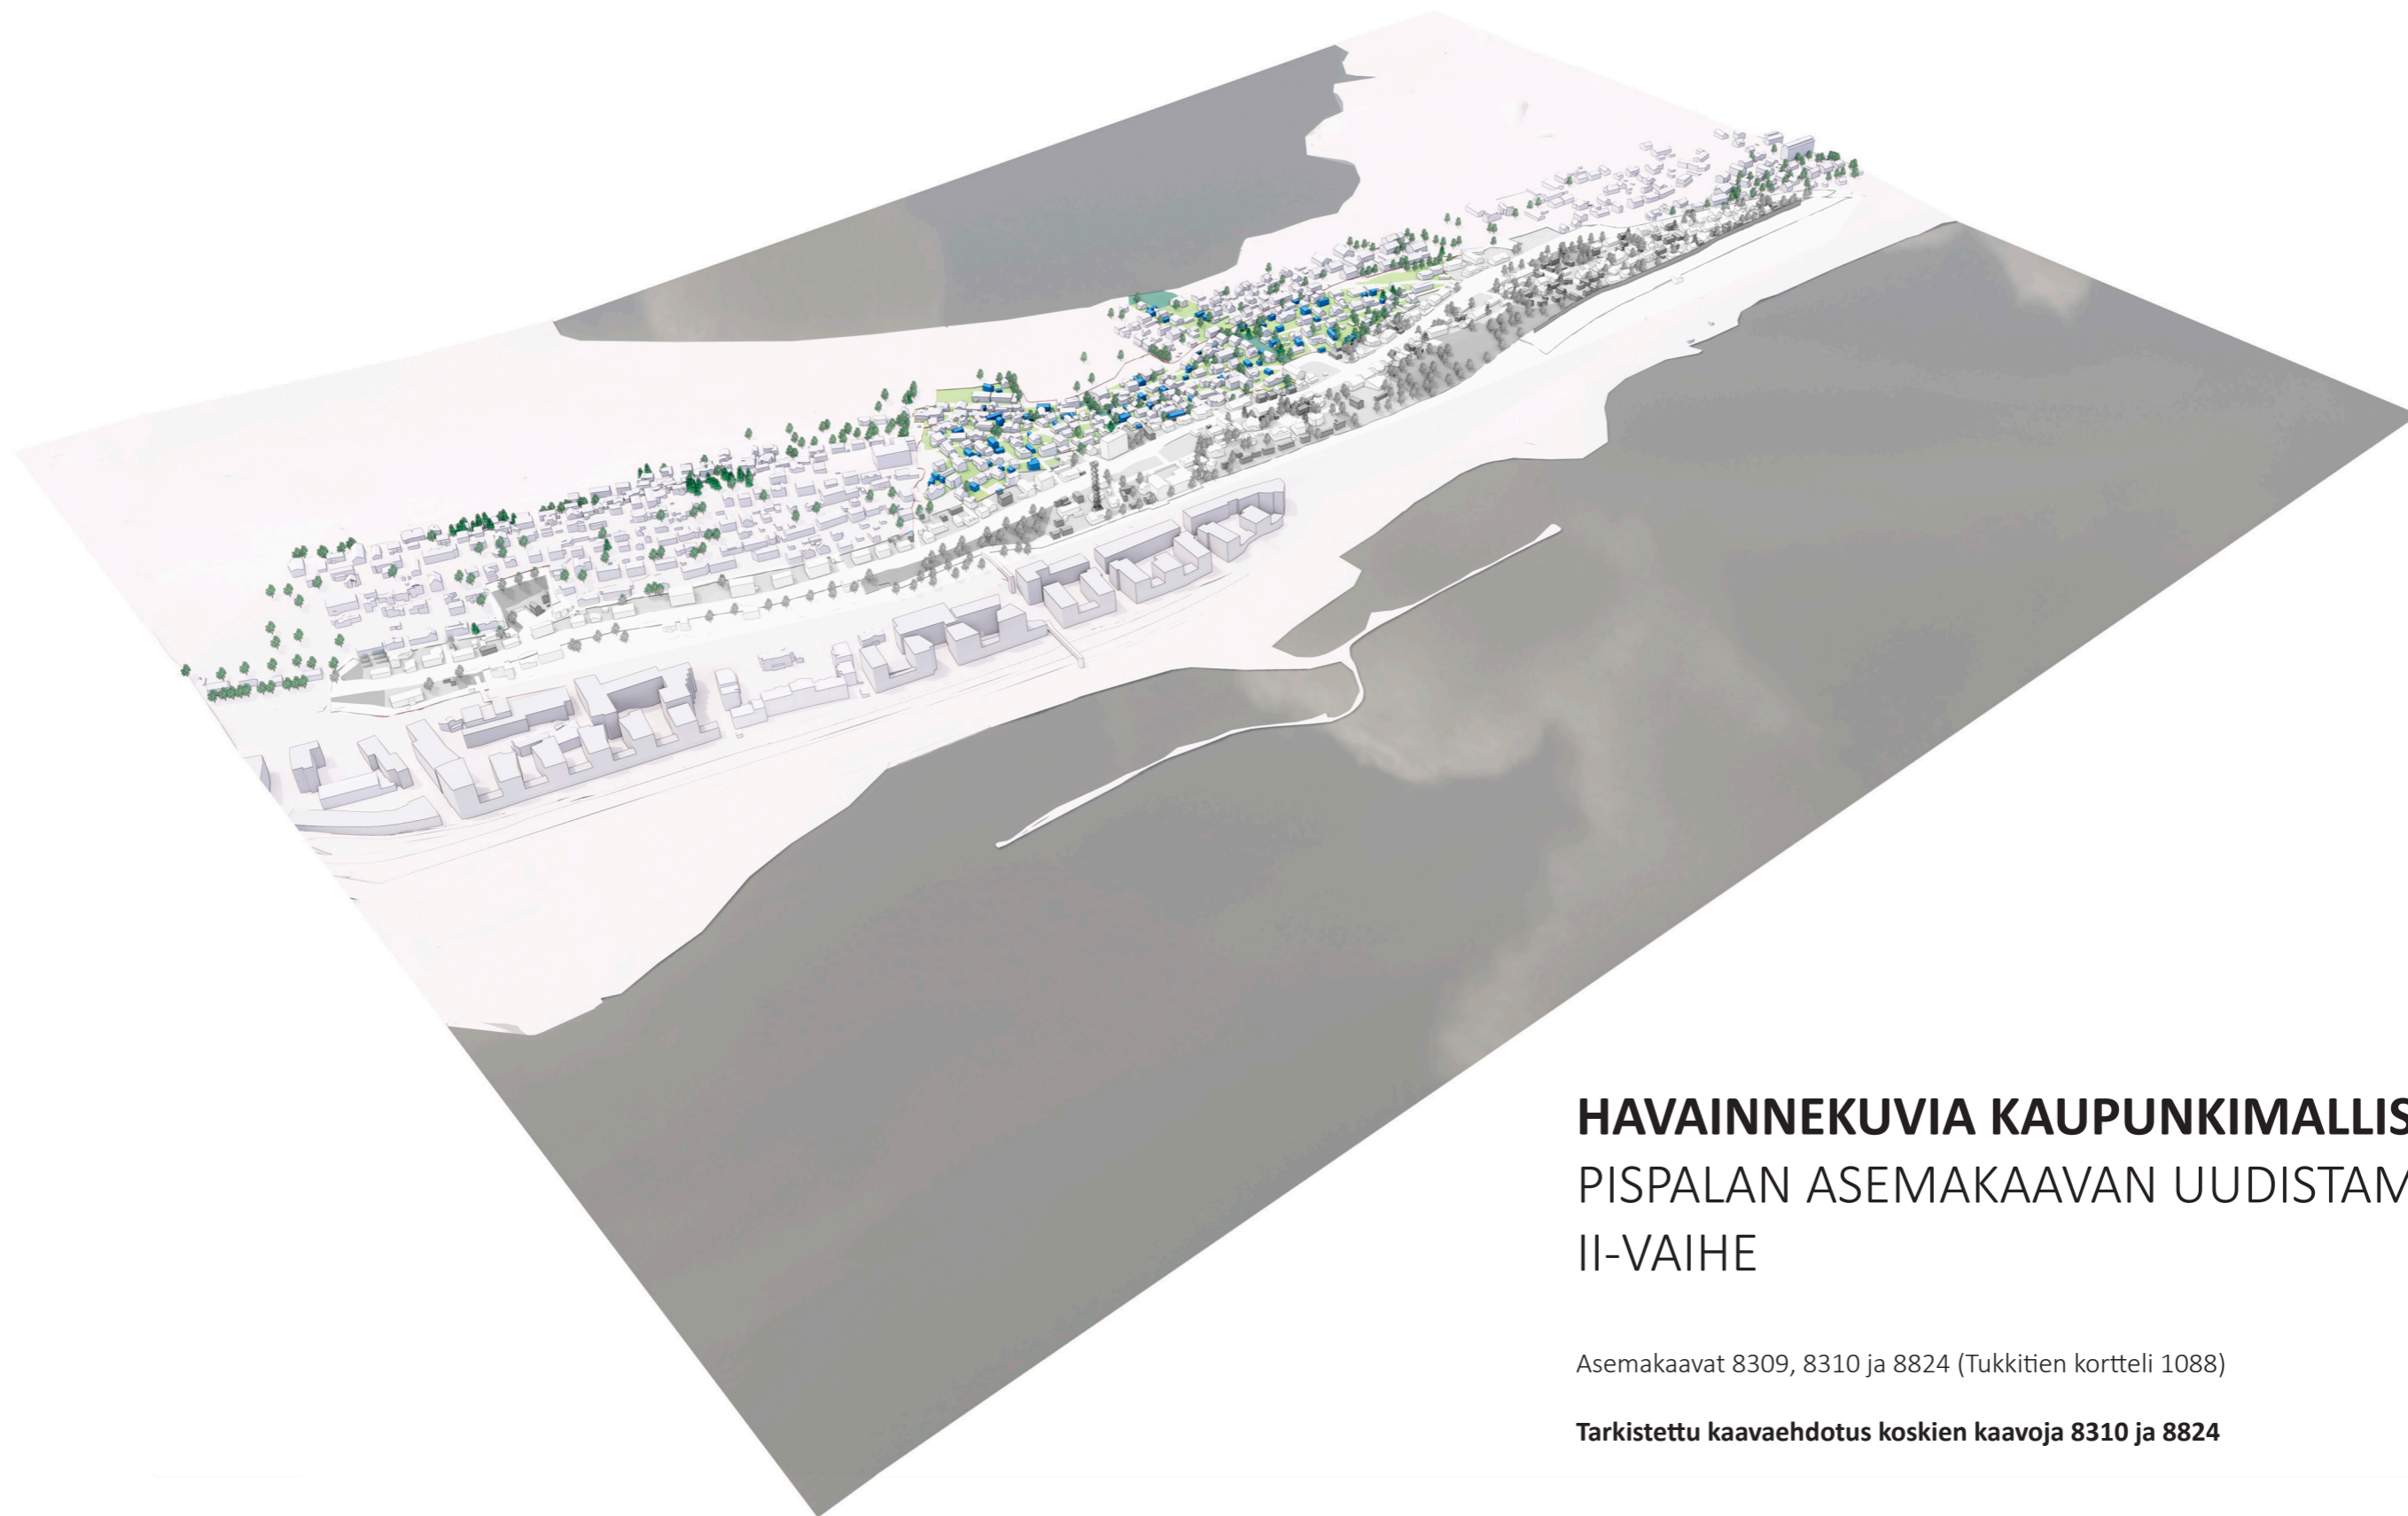 HAVAINNEKUVIA KAUPUNKIMALLIS
PISPALAN ASEMAKAAVAN UUDISTAM
II-VAIHE
Asemakaavat 8309, 8310 ja 8824 (Tukkitien kortteli 1088)
Tarkistettu kaavaehdotus koskien kaavoja 8310 ja 8824